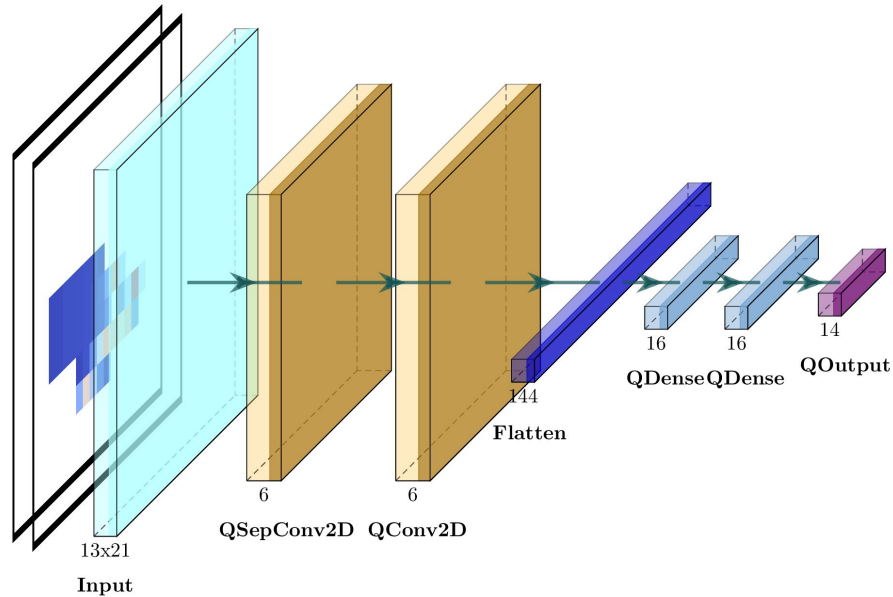 13x21
Input
6
QSepConv2D
6
QConv2D
144
Flatten
16
QDense
16
QDense
14
QOutput